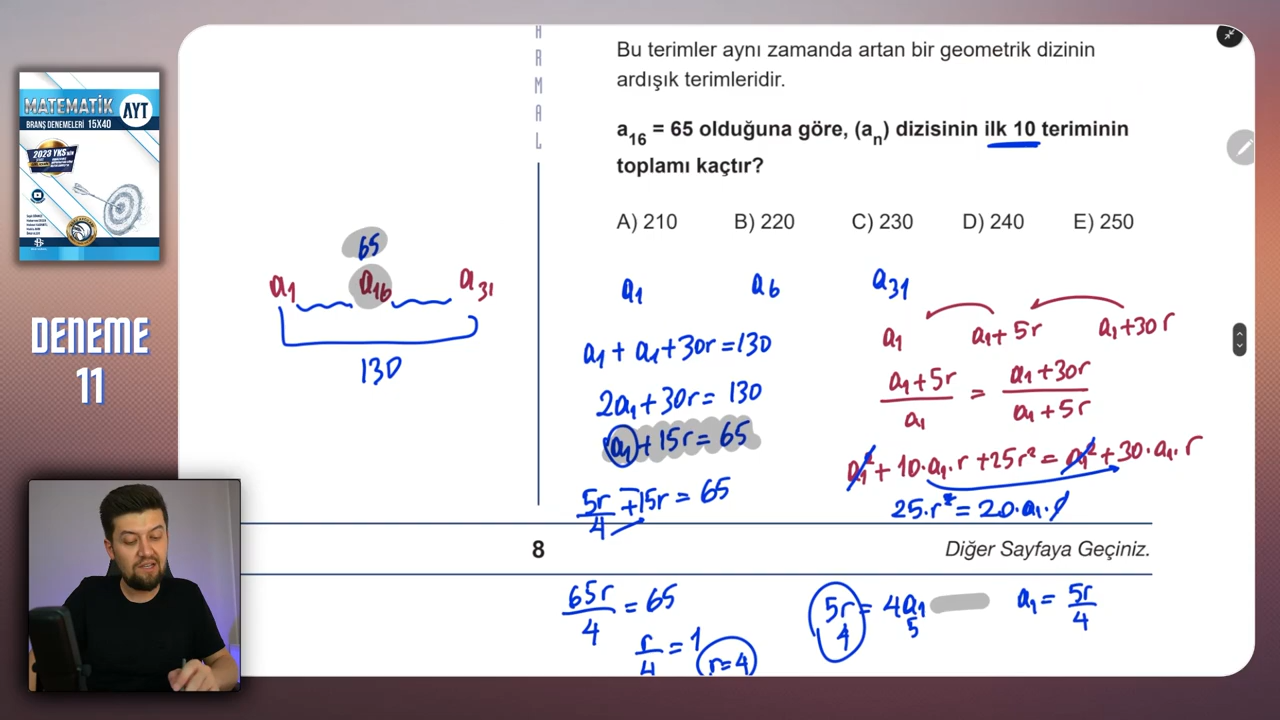 MATEMATİK AYT
BRANŞ DENEMELERİ 15X40
DENEME
11
R M A L
Bu terimler aynı zamanda artan bir geometrik dizinin
ardışık terimleridir.
a16 = 65 olduğuna göre, (an) dizisinin ilk 10 teriminin
toplamı kaçtır?
A) 210 B) 220 C) 230 D) 240 E) 250
65
a1 a16 a31
130
a1 a6 a31
a1 + a1 + 30r = 130
2a1 + 30r = 130
a1 + 15r = 65
5r/4 + 15r = 65
a1 a1 + 5r a1 + 30r
(a1 + 5r)/a1 = (a1 + 30r)/(a1 + 5r)
a1² + 10·a1·r + 25r² = a1² + 30·a1·r
25·r² = 20·a1·r
8
Diğer Sayfaya Geçiniz.
65r/4 = 65
r/4 = 1 r=4
5r = 4a1 a1 = 5r/4
4 5